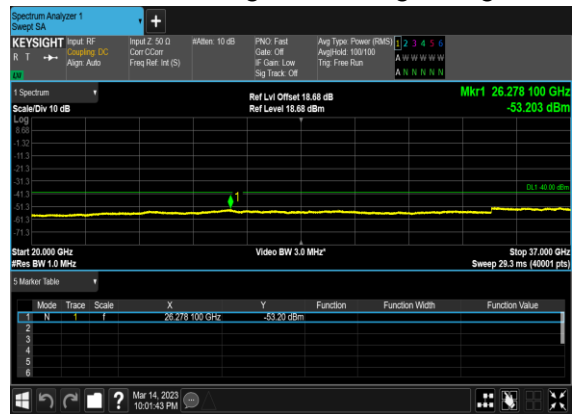 Spectrum Analyzer 1
Swept SA
+
KEYSIGHT Input: RF Input Z: 50 Ω #Atten: 10 dB PNO: Fast Avg Type: Power (RMS) 1 2 3 4 5 6
R T Coupling: DC Corr CCorr Gate: Off Avg|Hold: 100/100 A W W W W W
Align: Auto Freq Ref: Int (S) IF Gain: Low Trig: Free Run
Sig Track: Off A N N N N N
LXI
1 Spectrum Ref Lvl Offset 18.68 dB Mkr1 26.278 100 GHz
Scale/Div 10 dB Ref Level 18.68 dBm -53.203 dBm
Log
8.68
-1.32
-11.3
-21.3
-31.3
DL1 -40.00 dBm
-41.3
1
-51.3
-61.3
-71.3
Start 20.000 GHz Video BW 3.0 MHz* Stop 37.000 GHz
#Res BW 1.0 MHz Sweep 29.3 ms (40001 pts)
5 Marker Table
Mode Trace Scale X Y Function Function Width Function Value
1 N 1 f 26.278 100 GHz -53.20 dBm
2
3
4
5
6
? Mar 14, 2023
10:01:43 PM